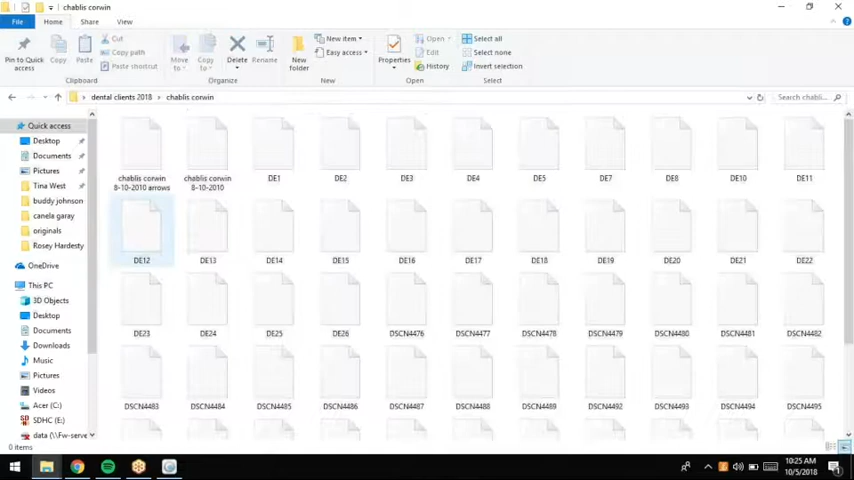 chablis corwin
File Home Share View
Pin to Quick access
Copy
Paste
Cut
Copy path
Paste shortcut
Clipboard
Move to
Copy to
Delete
Rename
Organize
New folder
New item
Easy access
New
Properties
Open
Edit
History
Open
Select all
Select none
Invert selection
Select
dental clients 2018 chablis corwin
Search chabli...
Quick access
Desktop
Documents
Pictures
Tina West
buddy johnson
canela garay
originals
Rosey Hardesty
OneDrive
This PC
3D Objects
Desktop
Documents
Downloads
Music
Pictures
Videos
Acer (C:)
SDHC (E:)
data (\\Fw-serve
chablis corwin 8-10-2010 arrows
chablis corwin 8-10-2010
DE1 DE2 DE3 DE4 DE5 DE7 DE8 DE10 DE11
DE12 DE13 DE14 DE15 DE16 DE17 DE18 DE19 DE20 DE21 DE22
DE23 DE24 DE25 DE26 DSCN4476 DSCN4477 DSCN4478 DSCN4479 DSCN4480 DSCN4481 DSCN4482
DSCN4483 DSCN4484 DSCN4485 DSCN4486 DSCN4487 DSCN4488 DSCN4489 DSCN4492 DSCN4493 DSCN4494 DSCN4495
0 items
10:25 AM
10/5/2018